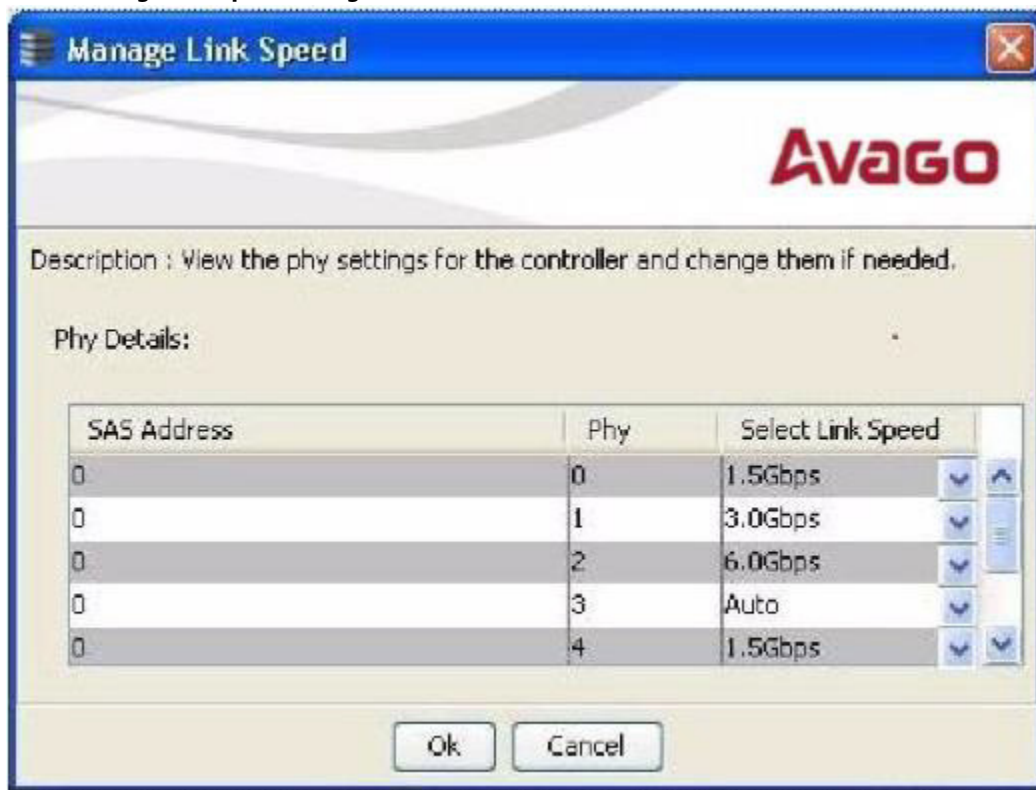 Manage Link Speed
AVAGO
Description : View the phy settings for the controller and change them if needed.
Phy Details:
SAS Address Phy Select Link Speed
0 0 1.5Gbps
0 1 3.0Gbps
0 2 6.0Gbps
0 3 Auto
0 4 1.5Gbps
Ok Cancel